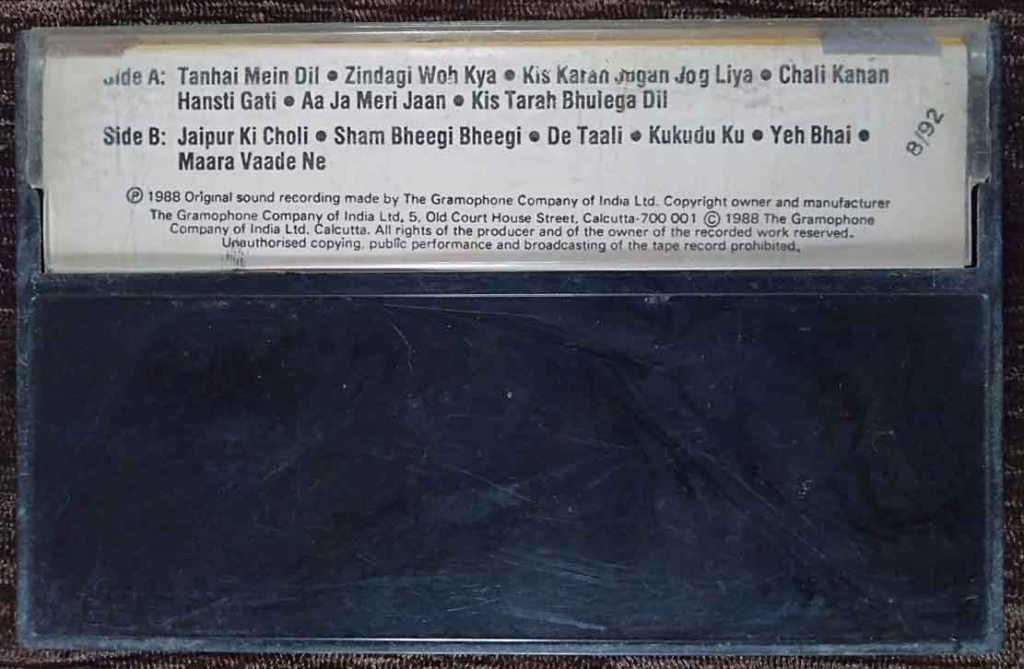 Side A: Tanhai Mein Dil • Zindagi Woh Kya • Kis Karan Jogan Jog Liya • Chali Kahan
Hansti Gati • Aa Ja Meri Jaan • Kis Tarah Bhulega Dil
Side B: Jaipur Ki Choli • Sham Bheegi Bheegi • De Taali • Kukudu Ku • Yeh Bhai •
Maara Vaade Ne
8/92
Ⓟ 1988 Original sound recording made by The Gramophone Company of India Ltd. Copyright owner and manufacturer
The Gramophone Company of India Ltd, 5, Old Court House Street, Calcutta-700 001 © 1988 The Gramophone
Company of India Ltd. Calcutta. All rights of the producer and of the owner of the recorded work reserved.
Unauthorised copying, public performance and broadcasting of the tape record prohibited.